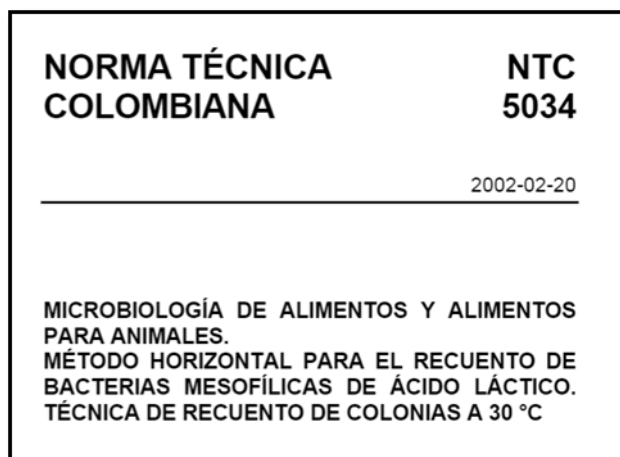 NORMA TÉCNICA NTC
COLOMBIANA 5034
2002-02-20
MICROBIOLOGÍA DE ALIMENTOS Y ALIMENTOS
PARA ANIMALES.
MÉTODO HORIZONTAL PARA EL RECUENTO DE
BACTERIAS MESOFÍLICAS DE ÁCIDO LÁCTICO.
TÉCNICA DE RECUENTO DE COLONIAS A 30 °C